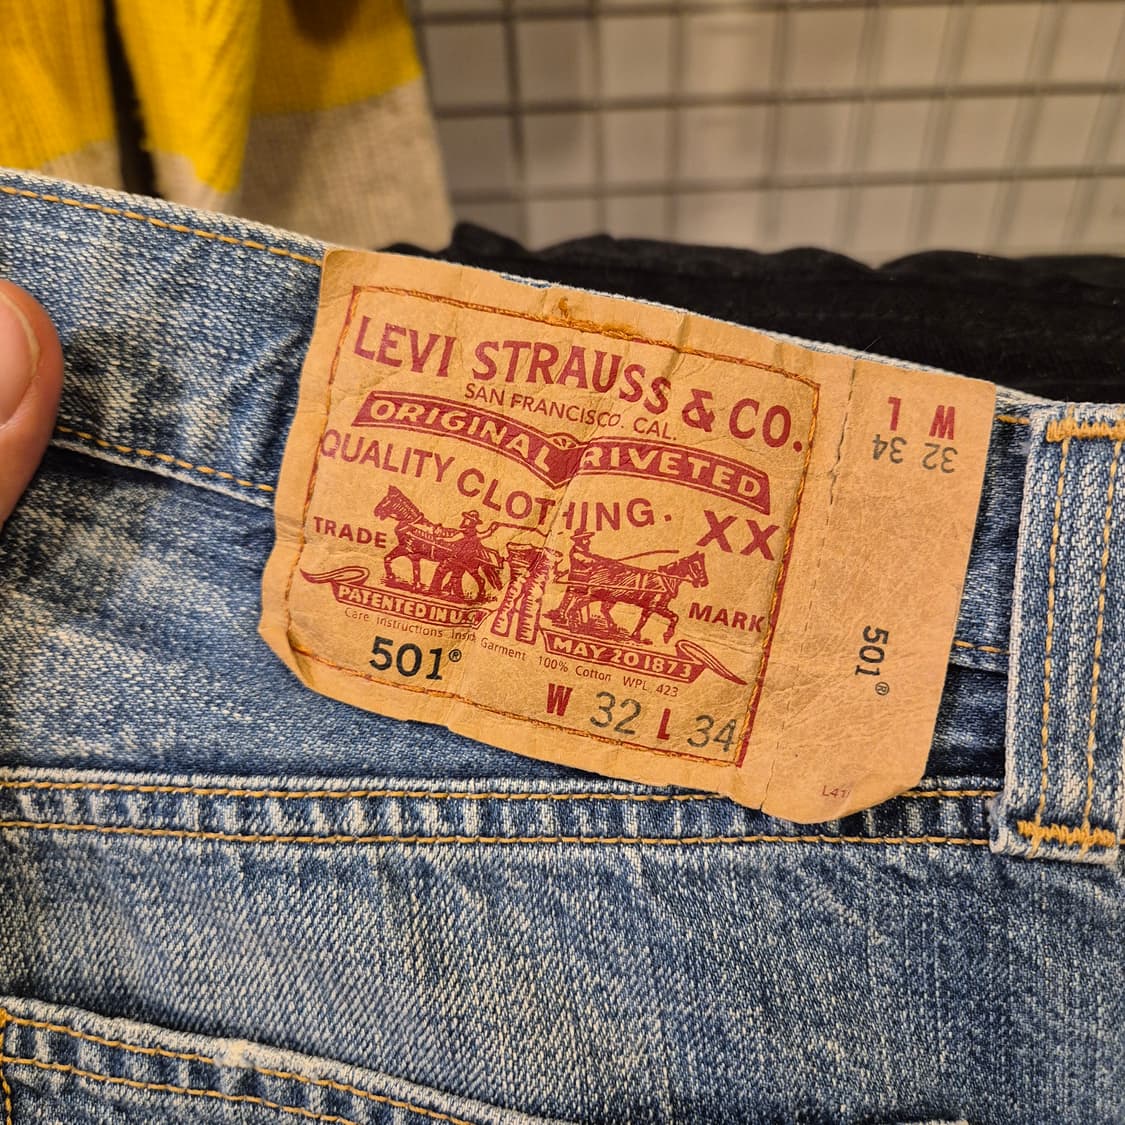 LEVI STRAUSS & CO.
SAN FRANCISCO. CAL.
ORIGINAL RIVETED
QUALITY CLOTHING.
XX
TRADE MARK
PATENTED IN U.S.
MAY 20 1873
Care instructions Inside Garment 100% Cotton WPL 423
501®
W 32 L 34
W L
32 34
501®